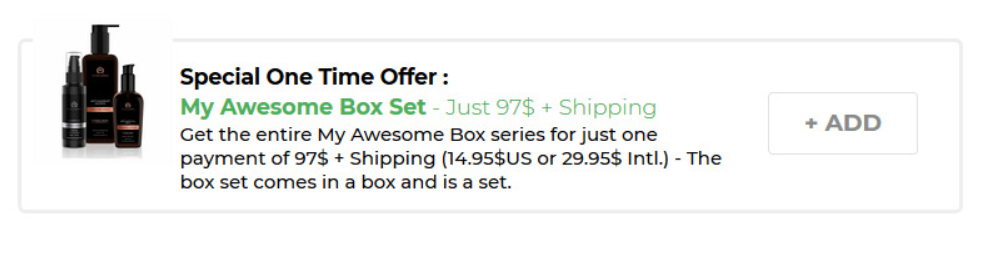 Special One Time Offer :
My Awesome Box Set - Just 97$ + Shipping
Get the entire My Awesome Box series for just one
payment of 97$ + Shipping (14.95$US or 29.95$ Intl.) - The
box set comes in a box and is a set.
+ ADD